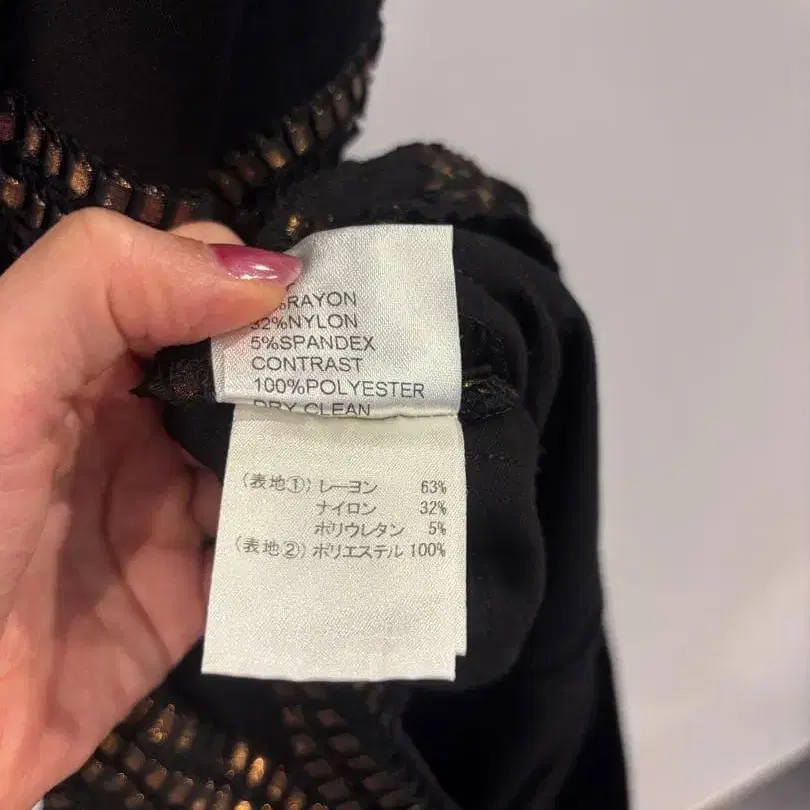 %RAYON
32%NYLON
5%SPANDEX
CONTRAST
100%POLYESTER
DRY CLEAN
(表地①) レーヨン 63%
ナイロン 32%
ポリウレタン 5%
(表地②) ポリエステル 100%